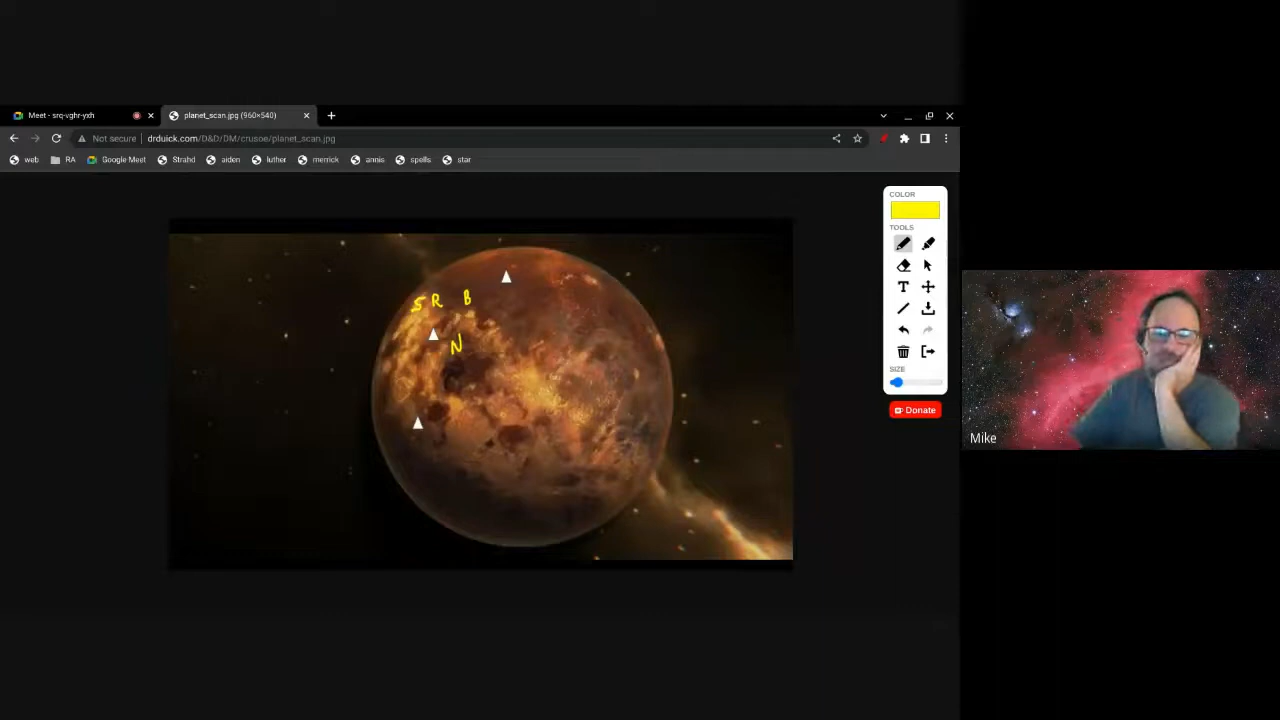 Meet - srq-vghr-yxh
planet_scan.jpg (960×540)
Not secure drduick.com/D&D/DM/crusoe/planet_scan.jpg
web RA Google Meet Strahd aiden luther merrick annis spells star
COLOR
TOOLS
T
SIZE
Donate
S R B
N
Mike